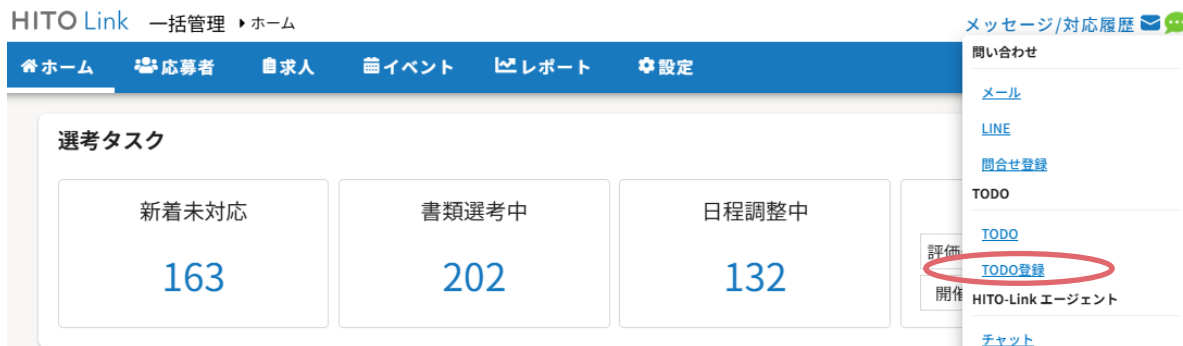 HITO Link 一括管理 ホーム
メッセージ/対応履歴
ホーム 応募者 求人 イベント レポート 設定
選考タスク
新着未対応
163
書類選考中
202
日程調整中
132
評価
開催
問い合わせ
メール
LINE
問合せ登録
TODO
TODO
TODO登録
HITO-Link エージェント
チャット